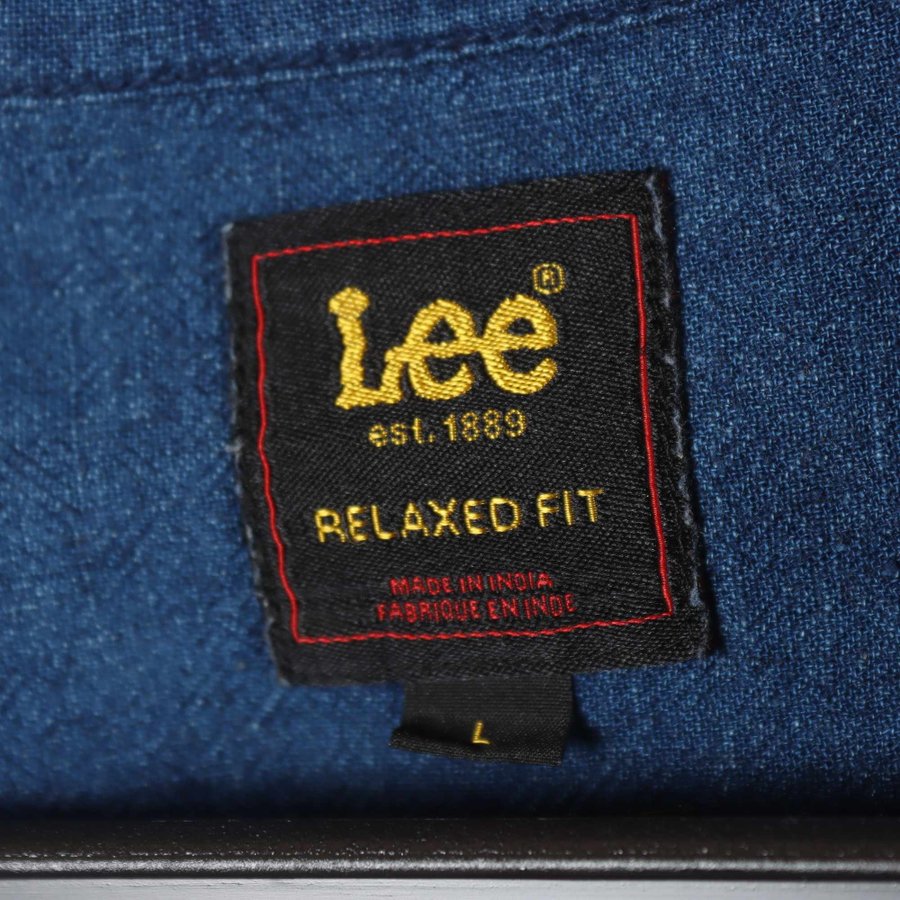 Lee®
est. 1889
RELAXED FIT
MADE IN INDIA
FABRIQUE EN INDE
L